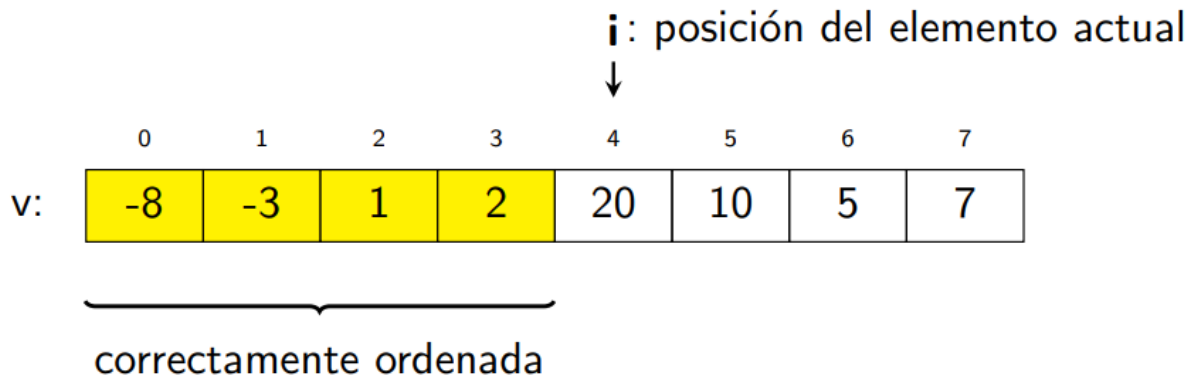 i: posición del elemento actual
0 1 2 3 4 5 6 7
v: -8 -3 1 2 20 10 5 7
correctamente ordenada